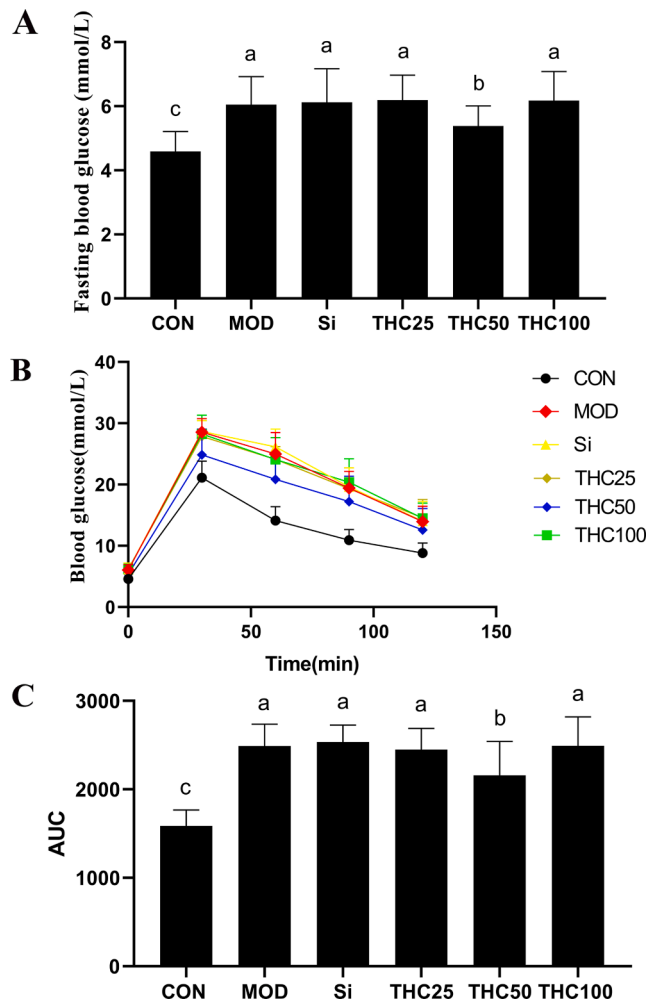 A
Fasting blood glucose (mmol/L)
8
6
4
2
0
c
a
a
a
b
a
CON MOD Si THC25 THC50 THC100
B
Blood glucose(mmol/L)
40
30
20
10
0
0 50 100 150
Time(min)
CON
MOD
Si
THC25
THC50
THC100
C
AUC
3000
2000
1000
0
c
a
a
a
b
a
CON MOD Si THC25 THC50 THC100